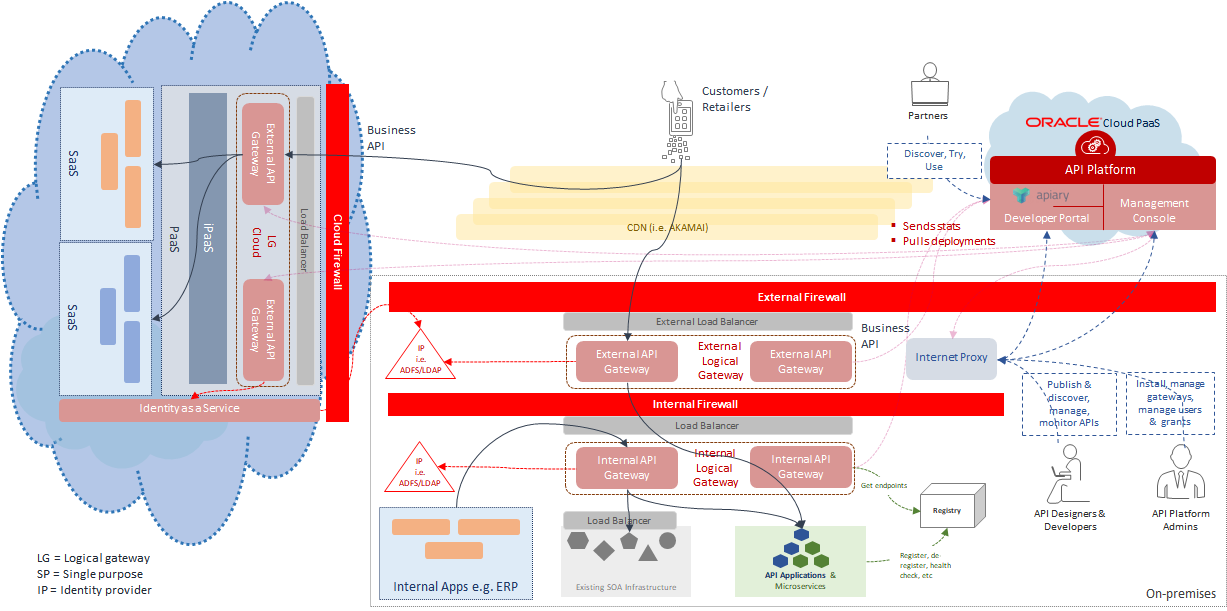 Customers /
Retailers
Partners
ORACLE Cloud PaaS
Business
API
Discover, Try,
Use
API Platform
apiary
Developer Portal
Management
Console
SaaS
PaaS
iPaaS
External API
Gateway
LG
Cloud
Load Balancer
Cloud Firewall
CDN (i.e. AKAMAI)
Sends stats
Pulls deployments
External API
Gateway
SaaS
External Firewall
External Load Balancer
Business
API
IP
i.e.
ADFS/LDAP
External API
Gateway
External
Logical
Gateway
External API
Gateway
Internet Proxy
Identity as a Service
Internal Firewall
Publish &
discover,
manage,
monitor APIs
Install, manage
gateways,
manage users
& grants
Load Balancer
IP
i.e.
ADFS/LDAP
Internal API
Gateway
Internal
Logical
Gateway
Internal API
Gateway
Get endpoints
Registry
API Designers &
Developers
API Platform
Admins
Load Balancer
Internal Apps e.g. ERP
Existing SOA Infrastructure
API Applications &
Microservices
Register, de-
register, health
check, etc
LG = Logical gateway
SP = Single purpose
IP = Identity provider
On-premises